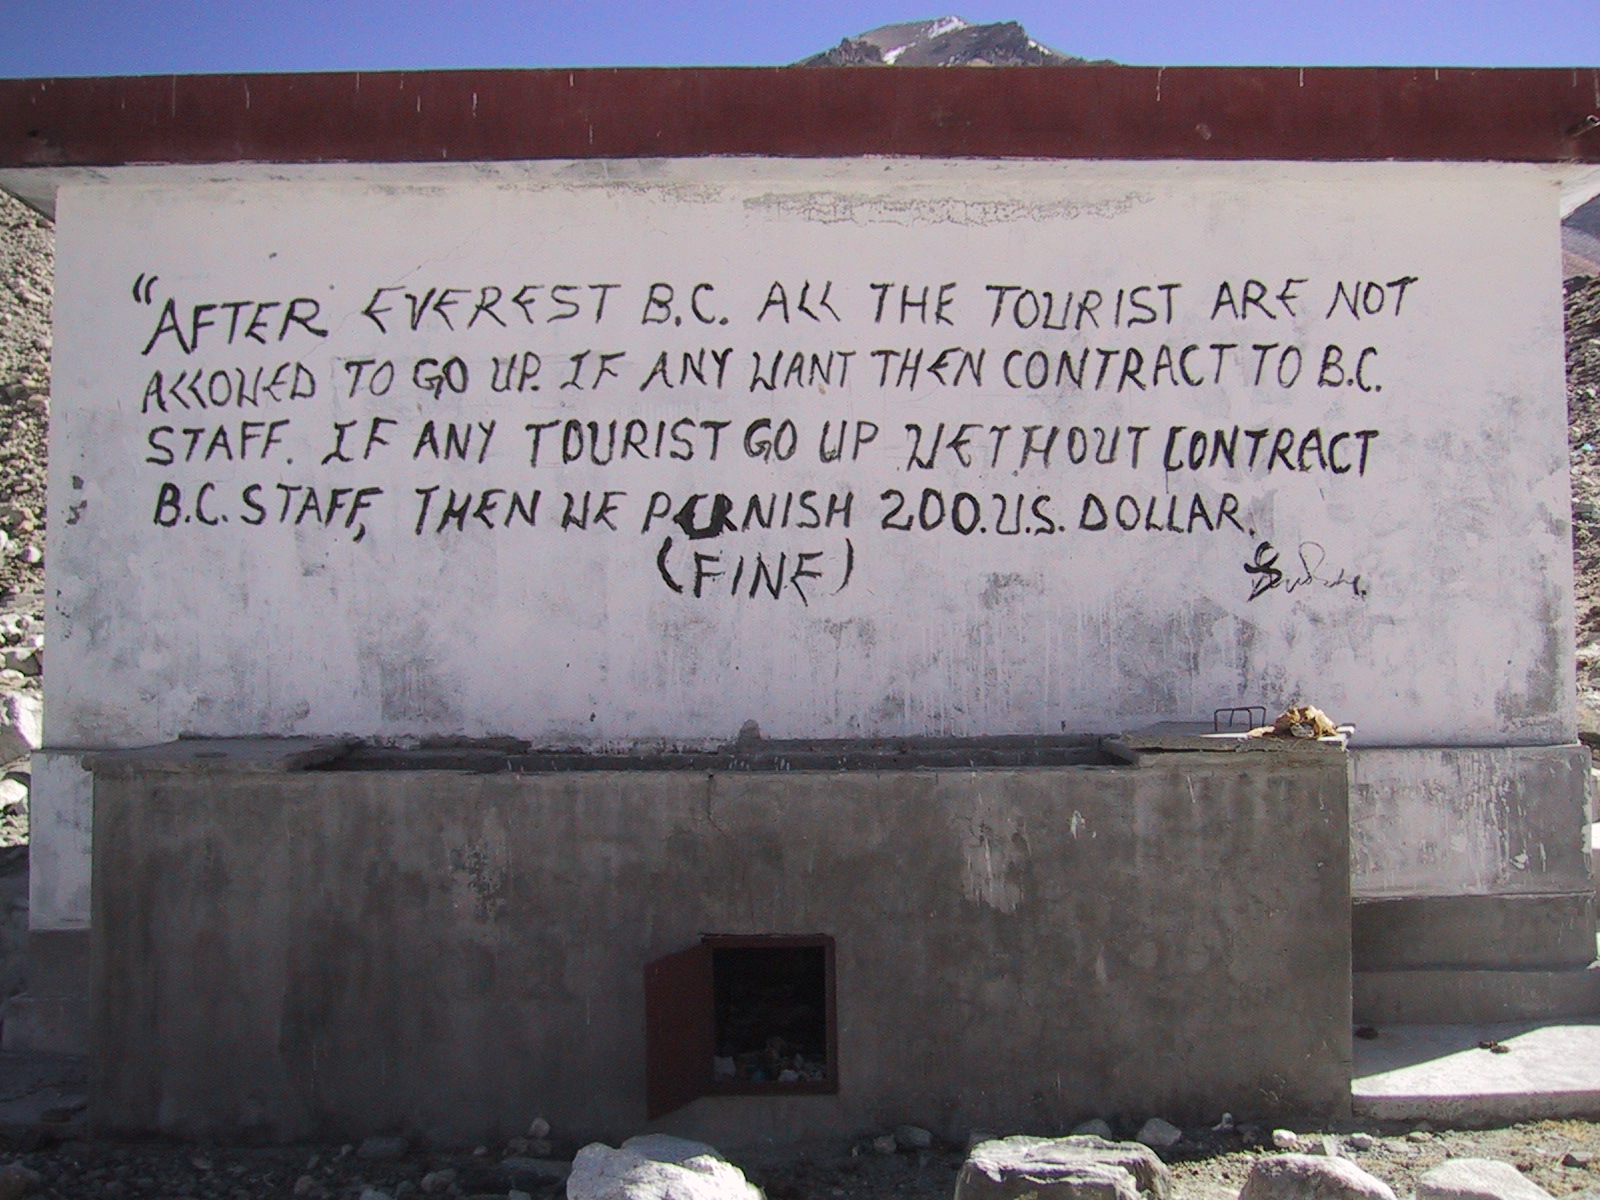 “AFTER EVEREST B.C. ALL THE TOURIST ARE NOT
ALLOWED TO GO UP. IF ANY WANT THEN CONTRACT TO B.C.
STAFF. IF ANY TOURIST GO UP WETHOUT CONTRACT
B.C. STAFF, THEN WE PURNISH 200.U.S. DOLLAR.
(FINE)